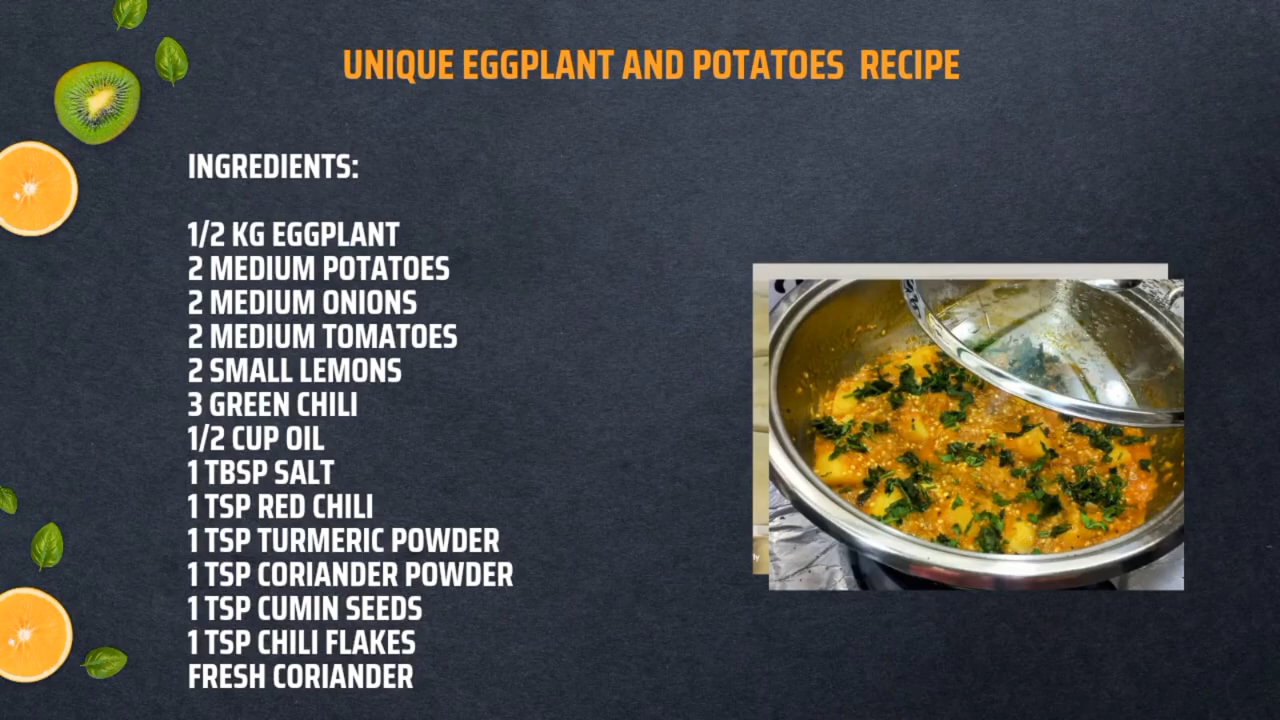 UNIQUE EGGPLANT AND POTATOES RECIPE
INGREDIENTS:
1/2 KG EGGPLANT
2 MEDIUM POTATOES
2 MEDIUM ONIONS
2 MEDIUM TOMATOES
2 SMALL LEMONS
3 GREEN CHILI
1/2 CUP OIL
1 TBSP SALT
1 TSP RED CHILI
1 TSP TURMERIC POWDER
1 TSP CORIANDER POWDER
1 TSP CUMIN SEEDS
1 TSP CHILI FLAKES
FRESH CORIANDER